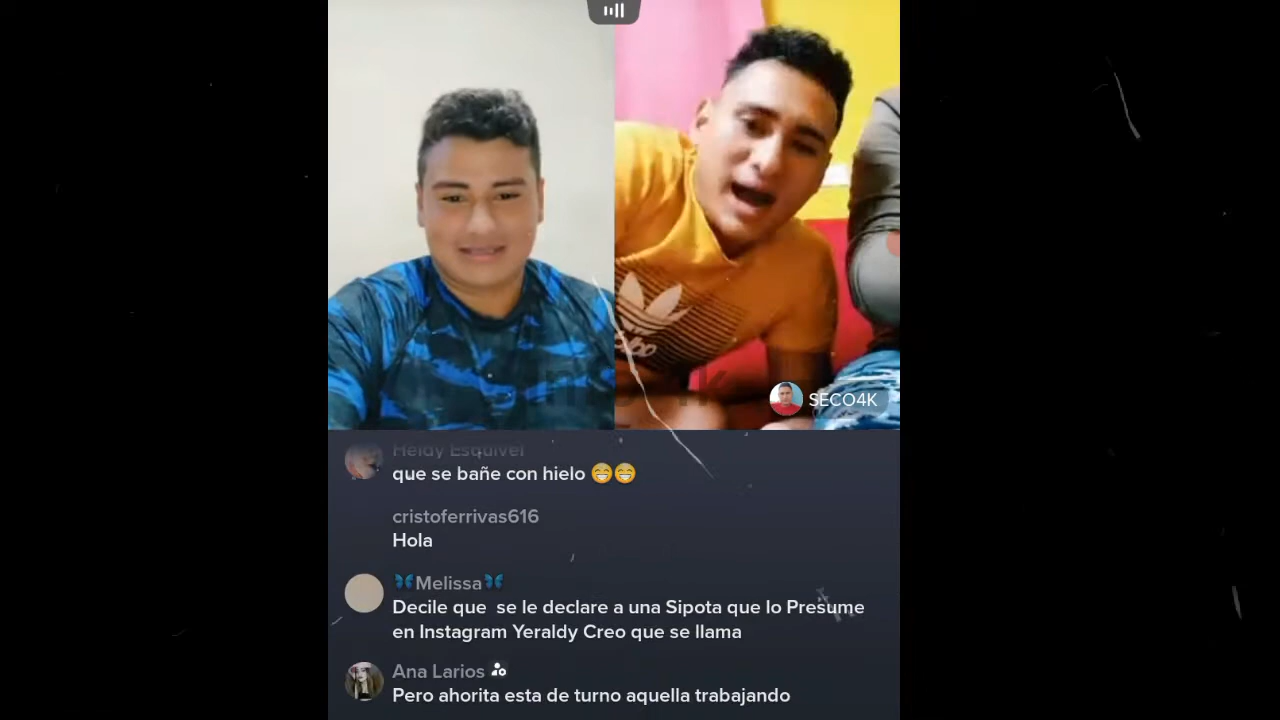 SECO4K
Heidy Esquivel
que se bañe con hielo 😁😁
cristoferrivas616
Hola
🦋Melissa🦋
Decile que se le declare a una Sipota que lo Presume
en Instagram Yeraldy Creo que se llama
Ana Larios
Pero ahorita esta de turno aquella trabajando